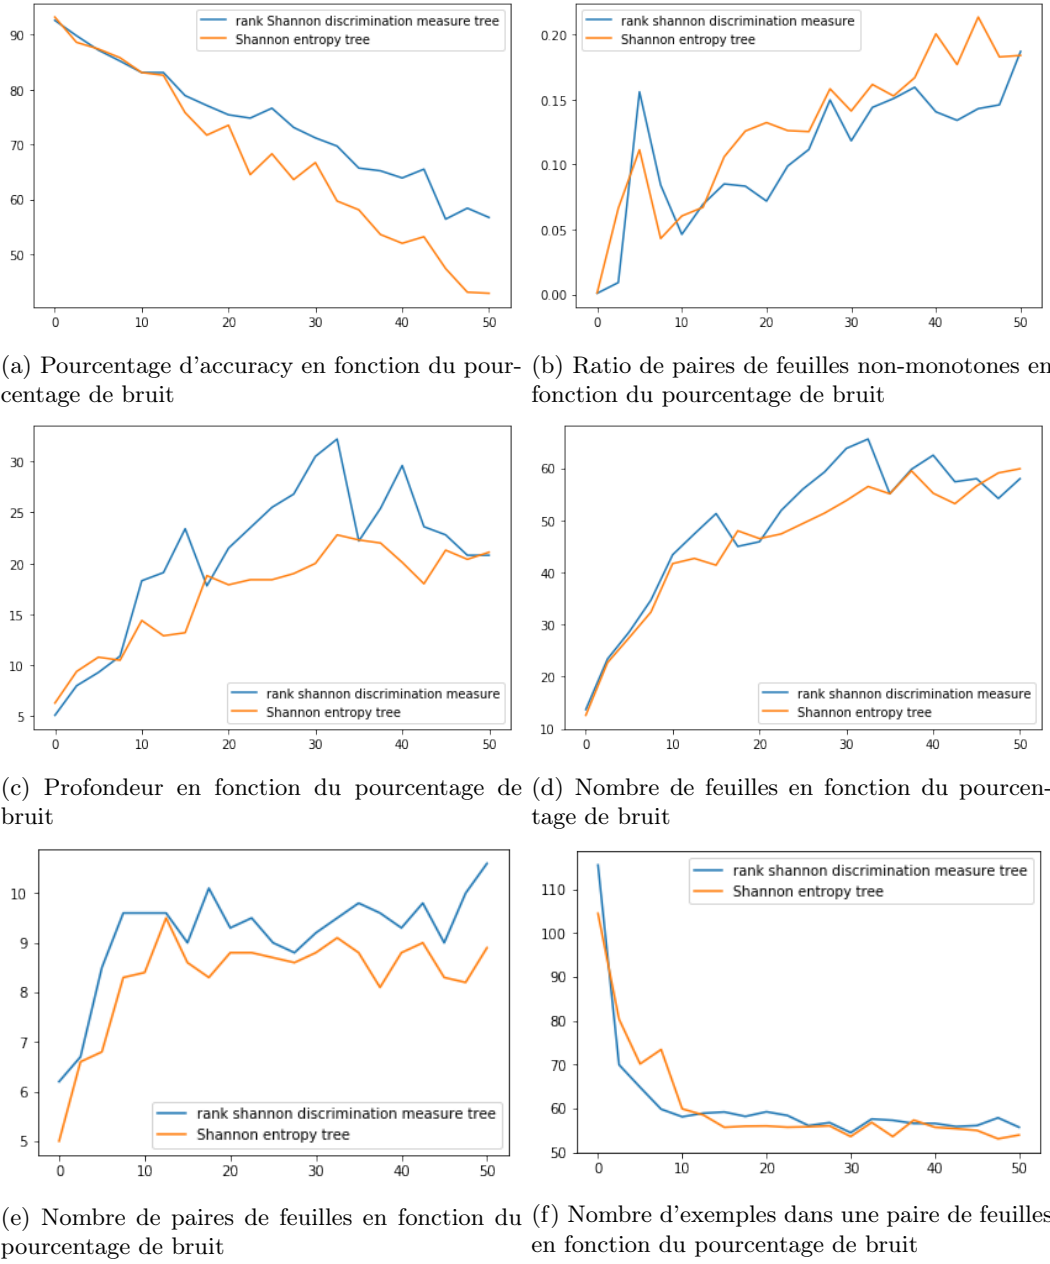 rank Shannon discrimination measure tree
Shannon entropy tree
90
80
70
60
50
0 10 20 30 40 50
rank shannon discrimination measure
Shannon entropy tree
0.20
0.15
0.10
0.05
0.00
0 10 20 30 40 50
(a) Pourcentage d'accuracy en fonction du pour-
centage de bruit
(b) Ratio de paires de feuilles non-monotones en
fonction du pourcentage de bruit
30
25
20
15
10
5
rank shannon discrimination measure
Shannon entropy tree
0 10 20 30 40 50
60
50
40
30
20
10
rank shannon discrimination measure
Shannon entropy tree
0 10 20 30 40 50
(c) Profondeur en fonction du pourcentage de
bruit
(d) Nombre de feuilles en fonction du pourcen-
tage de bruit
10
9
8
7
6
5
rank shannon discrimination measure tree
Shannon entropy tree
0 10 20 30 40 50
rank shannon discrimination measure tree
Shannon entropy tree
110
100
90
80
70
60
50
0 10 20 30 40 50
(e) Nombre de paires de feuilles en fonction du
pourcentage de bruit
(f) Nombre d'exemples dans une paire de feuilles
en fonction du pourcentage de bruit